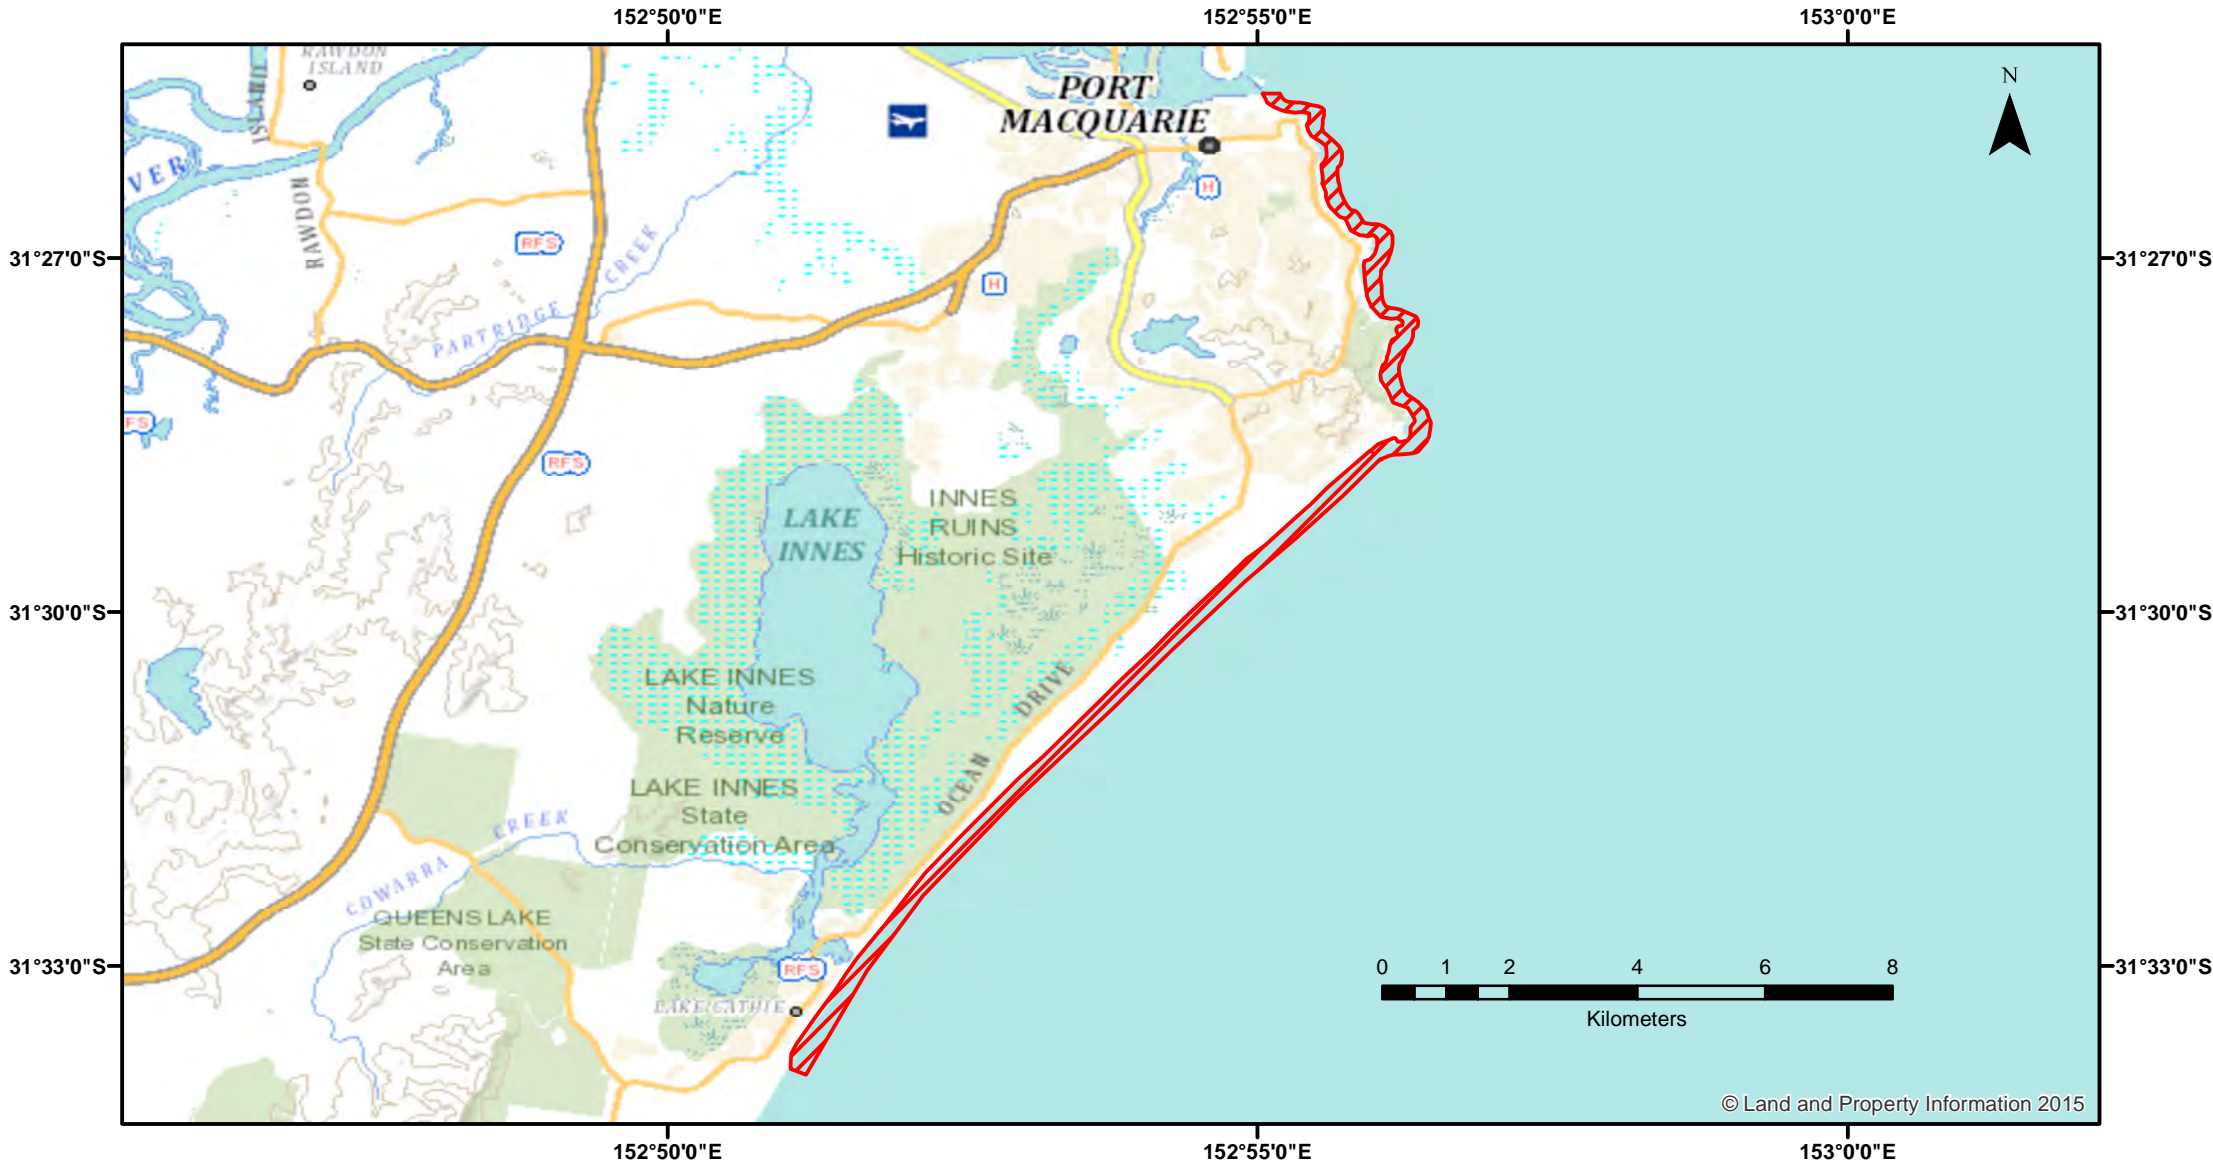 152°50'0"E
152°55'0"E
153°0'0"E
RAWDON
ISLAND
ISLAND
PORT
MACQUARIE
N
VER
RAWDON
H
RFS
CREEK
31°27'0"S
31°27'0"S
H
PARTRIDGE
FS
RFS
INNES
RUINS
Historic Site
LAKE
INNES
31°30'0"S
31°30'0"S
LAKE INNES
Nature
Reserve
DRIVE
OCEAN
LAKE INNES
State
Conservation Area
CREEK
COWARRA
QUEENS LAKE
State Conservation
Area
31°33'0"S
31°33'0"S
RFS
LAKE CATHIE
0 1 2 4 6 8
Kilometers
© Land and Property Information 2015
152°50'0"E
152°55'0"E
153°0'0"E